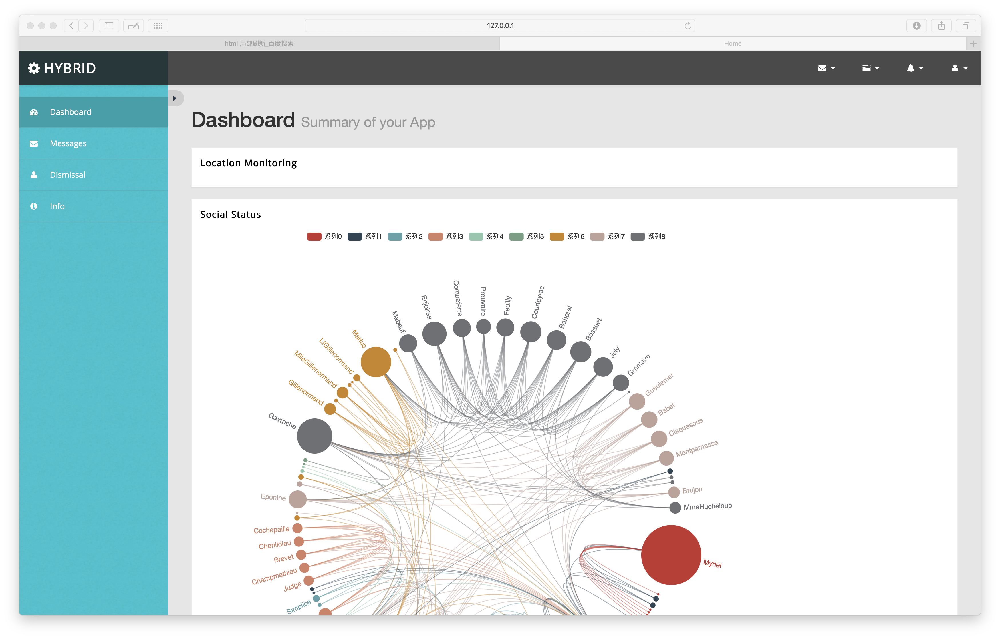 127.0.0.1
html 局部刷新_百度搜索
Home
HYBRID
Dashboard
Messages
Dismissal
Info
Dashboard Summary of your App
Location Monitoring
Social Status
系列0 系列1 系列2 系列3 系列4 系列5 系列6 系列7 系列8
Combeferre
Prouvaire
Feuilly
Courfeyrac
Enjolras
Bahorel
Mabeuf
Bossuet
Marius
Joly
LtGillenormand
Grantaire
MlleGillenormand
Gueulemer
Gillenormand
Babet
Gavroche
Claquesous
Montparnasse
Eponine
Brujon
MmeHucheloup
Cochepaille
Chenildieu
Brevet
Myriel
Champmathieu
Judge
Simplice